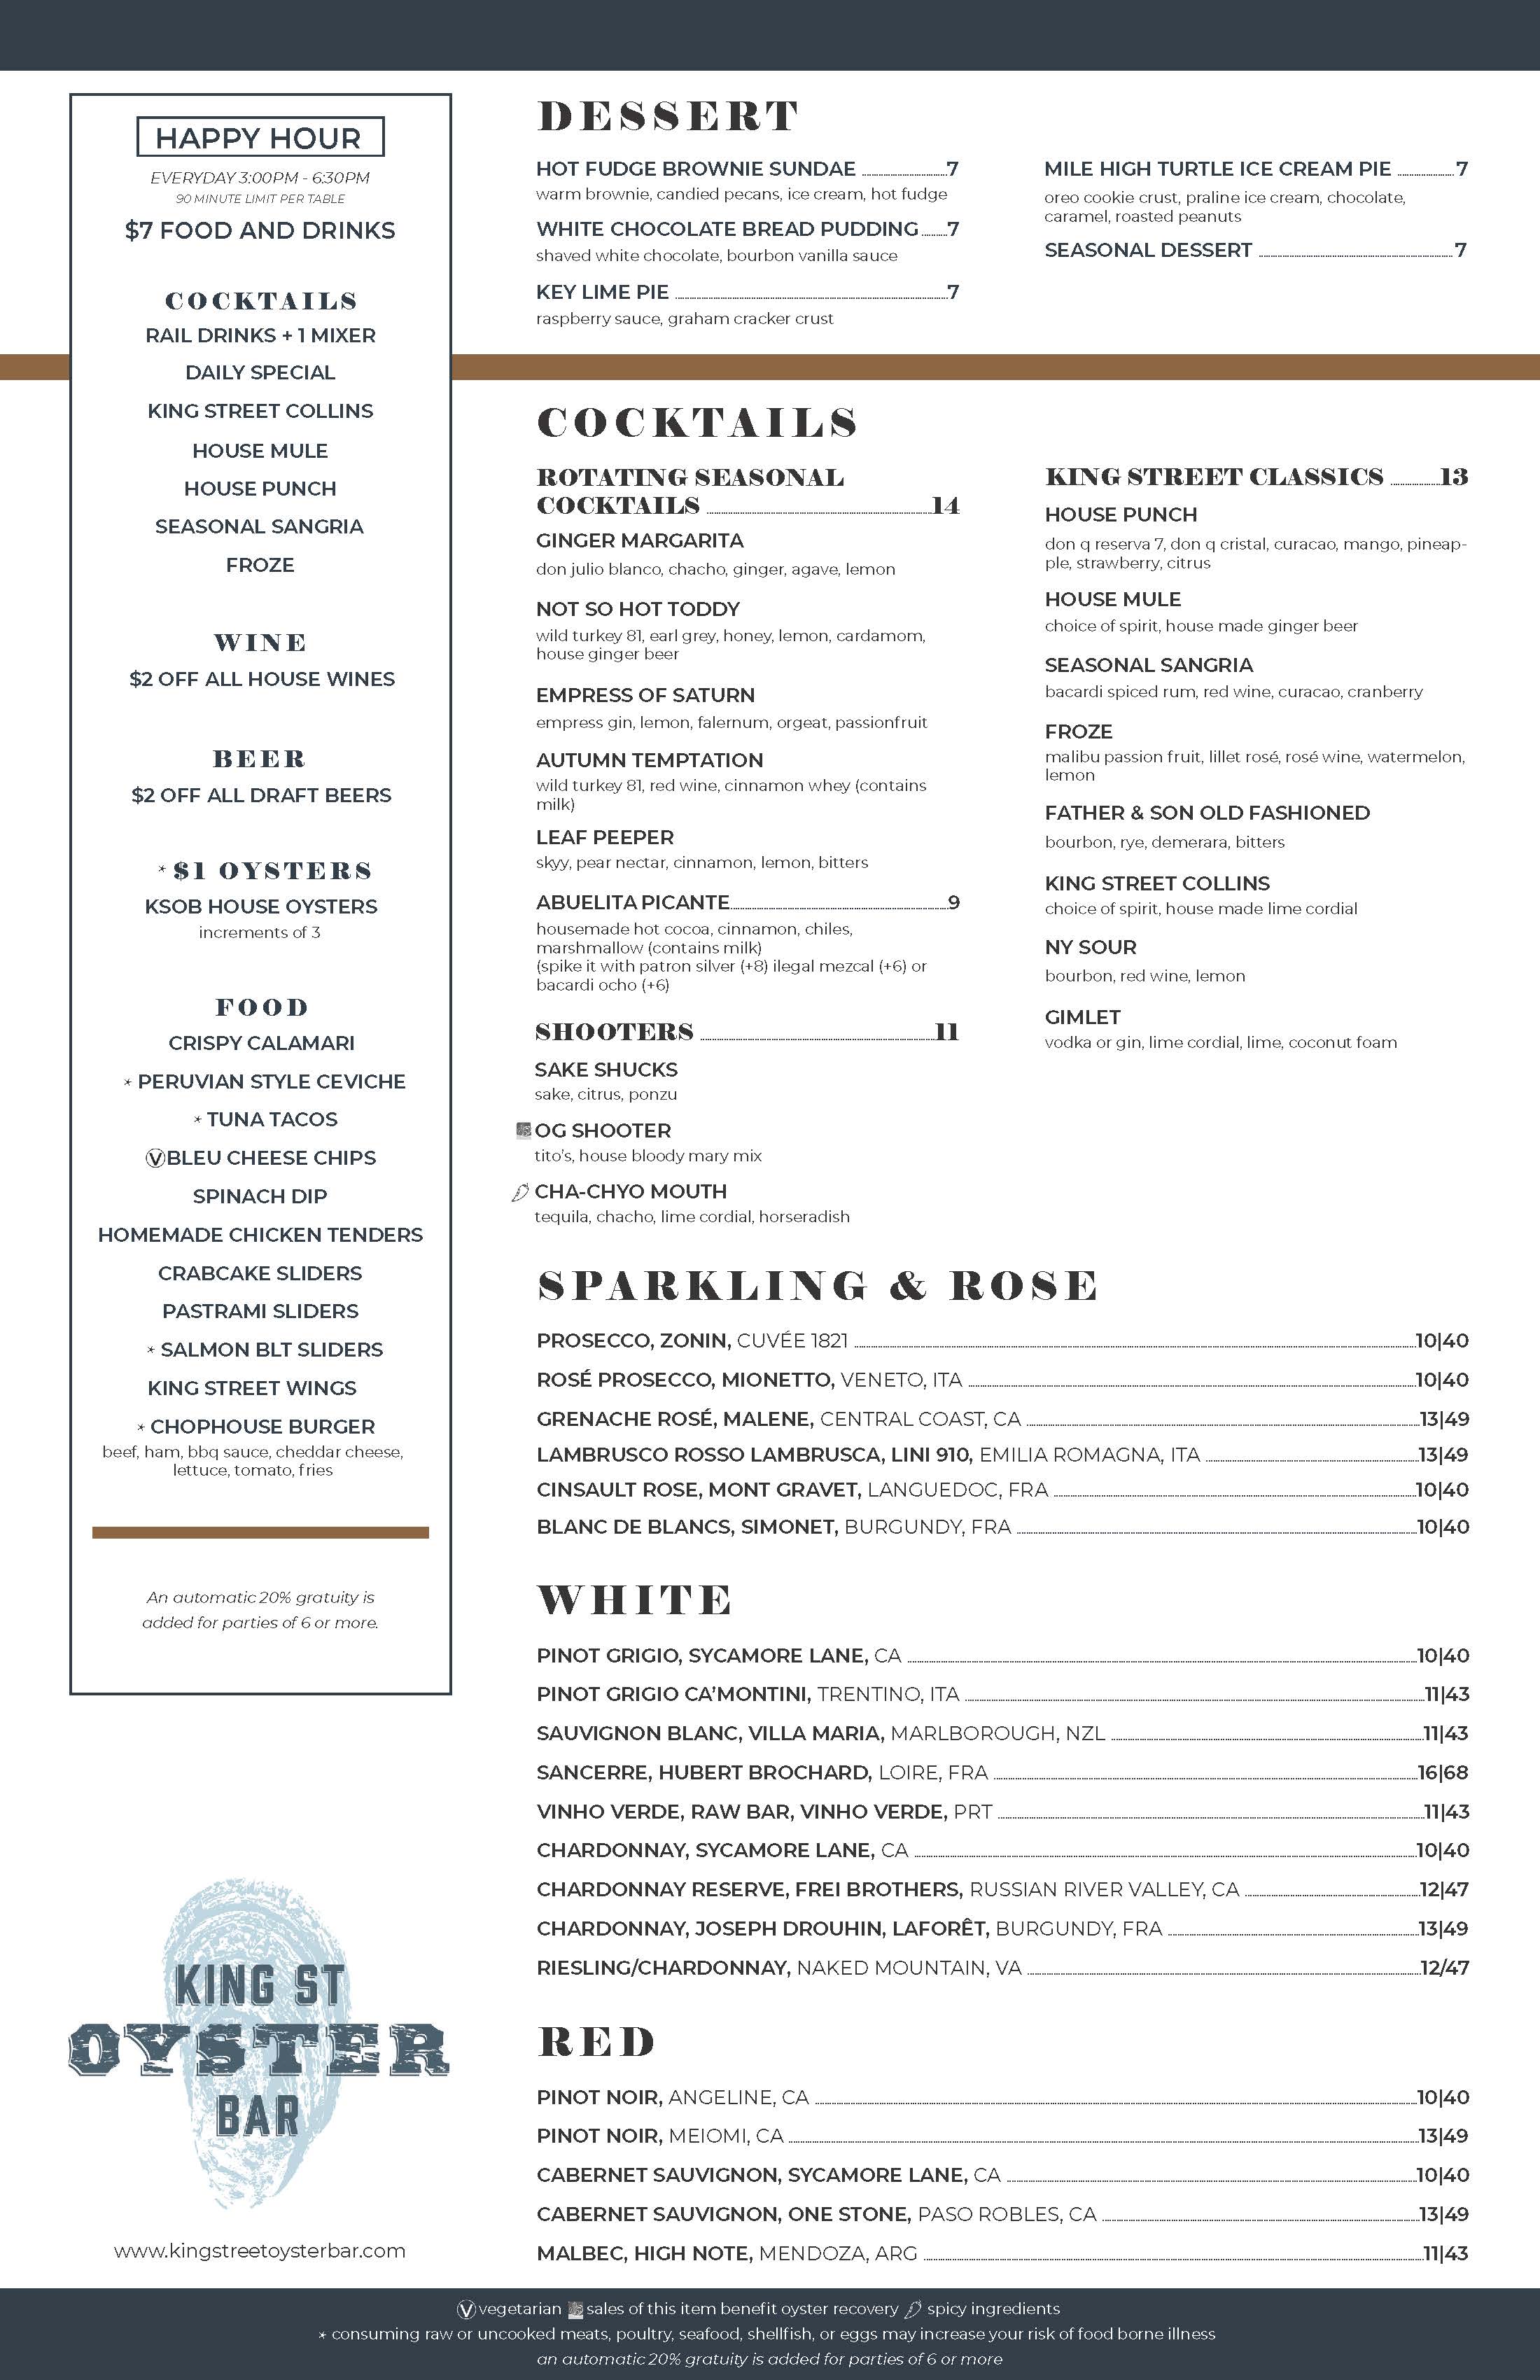 HAPPY HOUR
EVERYDAY 3:00PM - 6:30PM
90 MINUTE LIMIT PER TABLE
$7 FOOD AND DRINKS
COCKTAILS
RAIL DRINKS + 1 MIXER
DAILY SPECIAL
KING STREET COLLINS
HOUSE MULE
HOUSE PUNCH
SEASONAL SANGRIA
FROZE
WINE
$2 OFF ALL HOUSE WINES
BEER
$2 OFF ALL DRAFT BEERS
* $1 OYSTERS
KSOB HOUSE OYSTERS
increments of 3
FOOD
CRISPY CALAMARI
* PERUVIAN STYLE CEVICHE
* TUNA TACOS
Ⓥ BLEU CHEESE CHIPS
SPINACH DIP
HOMEMADE CHICKEN TENDERS
CRABCAKE SLIDERS
PASTRAMI SLIDERS
* SALMON BLT SLIDERS
KING STREET WINGS
* CHOPHOUSE BURGER
beef, ham, bbq sauce, cheddar cheese,
lettuce, tomato, fries
An automatic 20% gratuity is
added for parties of 6 or more.
KING ST
OYSTER
BAR
www.kingstreetoysterbar.com
DESSERT
HOT FUDGE BROWNIE SUNDAE 7
warm brownie, candied pecans, ice cream, hot fudge
WHITE CHOCOLATE BREAD PUDDING 7
shaved white chocolate, bourbon vanilla sauce
KEY LIME PIE 7
raspberry sauce, graham cracker crust
MILE HIGH TURTLE ICE CREAM PIE 7
oreo cookie crust, praline ice cream, chocolate,
caramel, roasted peanuts
SEASONAL DESSERT 7
COCKTAILS
ROTATING SEASONAL
COCKTAILS 14
GINGER MARGARITA
don julio blanco, chacho, ginger, agave, lemon
NOT SO HOT TODDY
wild turkey 81, earl grey, honey, lemon, cardamom,
house ginger beer
EMPRESS OF SATURN
empress gin, lemon, falernum, orgeat, passionfruit
AUTUMN TEMPTATION
wild turkey 81, red wine, cinnamon whey (contains
milk)
LEAF PEEPER
skyy, pear nectar, cinnamon, lemon, bitters
ABUELITA PICANTE 9
housemade hot cocoa, cinnamon, chiles,
marshmallow (contains milk)
(spike it with patron silver (+8) ilegal mezcal (+6) or
bacardi ocho (+6)
SHOOTERS 11
SAKE SHUCKS
sake, citrus, ponzu
OG SHOOTER
tito's, house bloody mary mix
CHA-CHYO MOUTH
tequila, chacho, lime cordial, horseradish
KING STREET CLASSICS 13
HOUSE PUNCH
don q reserva 7, don q cristal, curacao, mango, pineap-
ple, strawberry, citrus
HOUSE MULE
choice of spirit, house made ginger beer
SEASONAL SANGRIA
bacardi spiced rum, red wine, curacao, cranberry
FROZE
malibu passion fruit, lillet rosé, rosé wine, watermelon,
lemon
FATHER & SON OLD FASHIONED
bourbon, rye, demerara, bitters
KING STREET COLLINS
choice of spirit, house made lime cordial
NY SOUR
bourbon, red wine, lemon
GIMLET
vodka or gin, lime cordial, lime, coconut foam
SPARKLING & ROSE
PROSECCO, ZONIN, CUVÉE 1821 10|40
ROSÉ PROSECCO, MIONETTO, VENETO, ITA 10|40
GRENACHE ROSÉ, MALENE, CENTRAL COAST, CA 13|49
LAMBRUSCO ROSSO LAMBRUSCA, LINI 910, EMILIA ROMAGNA, ITA 13|49
CINSAULT ROSE, MONT GRAVET, LANGUEDOC, FRA 10|40
BLANC DE BLANCS, SIMONET, BURGUNDY, FRA 10|40
WHITE
PINOT GRIGIO, SYCAMORE LANE, CA 10|40
PINOT GRIGIO CA'MONTINI, TRENTINO, ITA 11|43
SAUVIGNON BLANC, VILLA MARIA, MARLBOROUGH, NZL 11|43
SANCERRE, HUBERT BROCHARD, LOIRE, FRA 16|68
VINHO VERDE, RAW BAR, VINHO VERDE, PRT 11|43
CHARDONNAY, SYCAMORE LANE, CA 10|40
CHARDONNAY RESERVE, FREI BROTHERS, RUSSIAN RIVER VALLEY, CA 12|47
CHARDONNAY, JOSEPH DROUHIN, LAFORÊT, BURGUNDY, FRA 13|49
RIESLING/CHARDONNAY, NAKED MOUNTAIN, VA 12/47
RED
PINOT NOIR, ANGELINE, CA 10|40
PINOT NOIR, MEIOMI, CA 13|49
CABERNET SAUVIGNON, SYCAMORE LANE, CA 10|40
CABERNET SAUVIGNON, ONE STONE, PASO ROBLES, CA 13|49
MALBEC, HIGH NOTE, MENDOZA, ARG 11|43
Ⓥ vegetarian sales of this item benefit oyster recovery spicy ingredients
* consuming raw or uncooked meats, poultry, seafood, shellfish, or eggs may increase your risk of food borne illness
an automatic 20% gratuity is added for parties of 6 or more